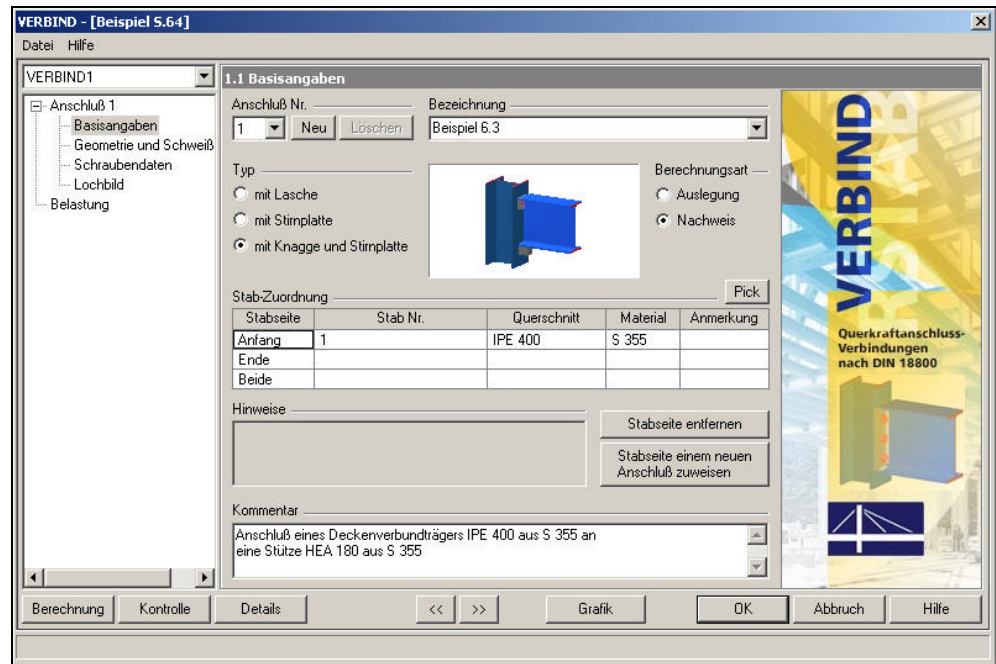 VERBIND - [Beispiel 5.64]
Datei Hilfe
VERBIND1
Anschluß 1
Basisangaben
Geometrie und Schweiß
Schraubendaten
Lochbild
Belastung
1.1 Basisangaben
Anschluß Nr.
Bezeichnung
1
Neu
Löschen
Beispiel 6.3
Typ
mit Lasche
mit Stirnplatte
mit Knagge und Stirnplatte
Berechnungsart
Auslegung
Nachweis
Stab-Zuordnung
Pick
Stabseite Stab Nr. Querschnitt Material Anmerkung
Anfang 1 IPE 400 S 355
Ende
Beide
Hinweise
Stabseite entfernen
Stabseite einem neuen
Anschluß zuweisen
Kommentar
Anschluß eines Deckenverbundträgers IPE 400 aus S 355 an
eine Stütze HEA 180 aus S 355
VERBIND
RSTAB
Querkraftanschluss-
Verbindungen
nach DIN 18800
Berechnung Kontrolle Details << >> Grafik OK Abbruch Hilfe